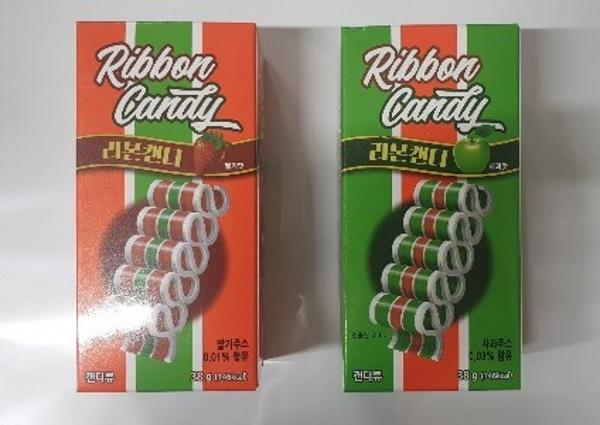 Ribbon
Candy
리본캔디
딸기맛
딸기주스
0.01% 함유
캔디류
38 g (146kcal)
Ribbon
Candy
리본캔디
사과맛
사과주스
0.03% 함유
캔디류
38 g (146kcal)